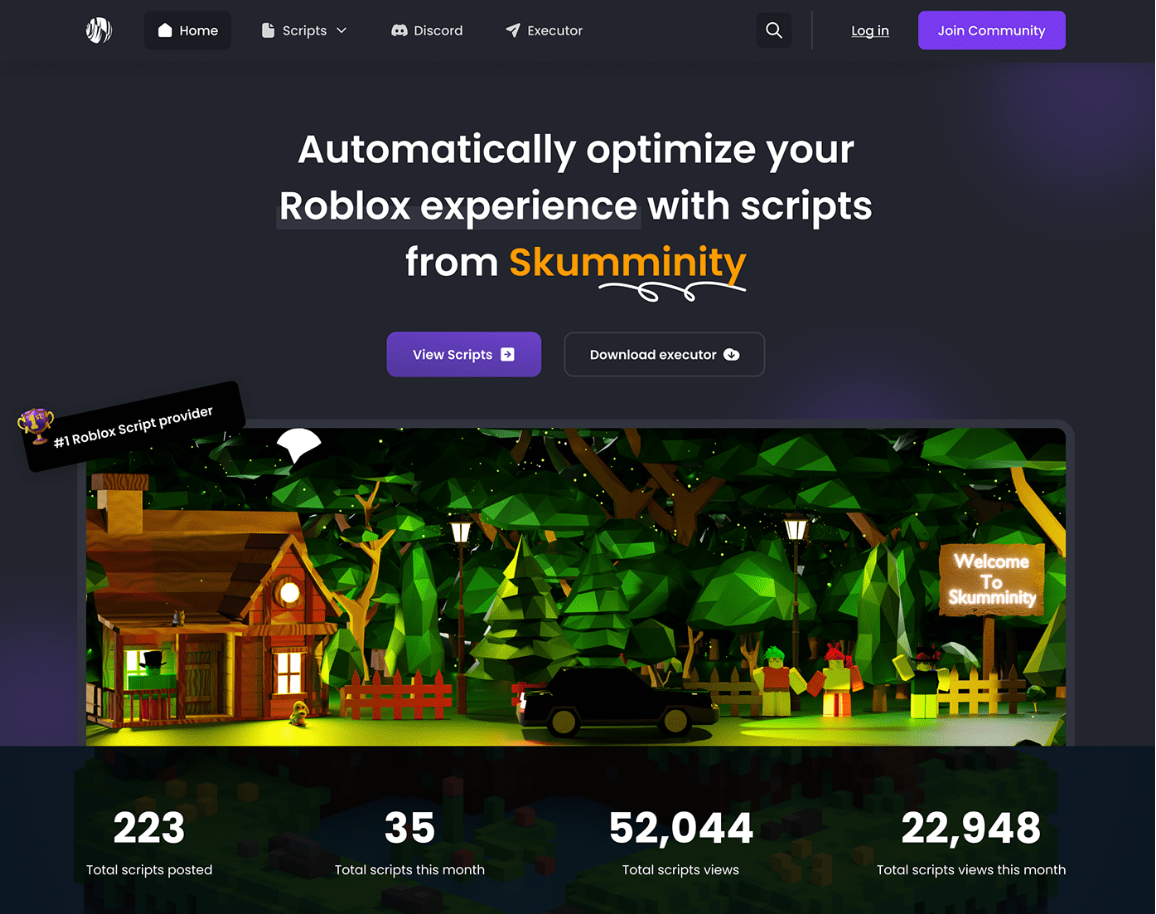 Home
Scripts
Discord
Executor
Log in
Join Community
Automatically optimize your
Roblox experience with scripts
from Skumminity
View Scripts
Download executor
1st
#1 Roblox Script provider
Welcome
To
Skumminity
223
Total scripts posted
35
Total scripts this month
52,044
Total scripts views
22,948
Total scripts views this month